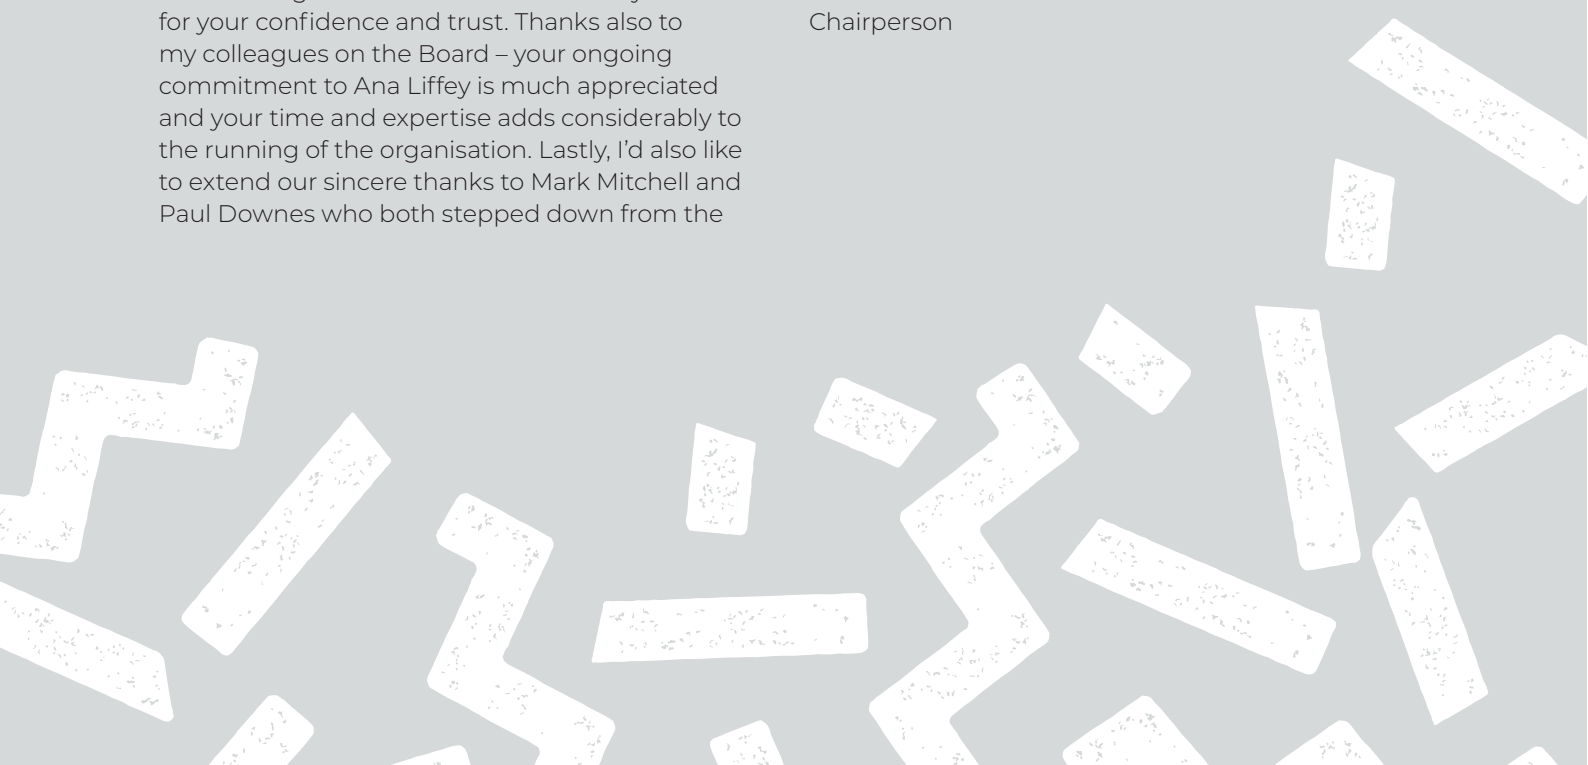 for your confidence and trust. Thanks also to
my colleagues on the Board – your ongoing
commitment to Ana Liffey is much appreciated
and your time and expertise adds considerably to
the running of the organisation. Lastly, I’d also like
to extend our sincere thanks to Mark Mitchell and
Paul Downes who both stepped down from the
Chairperson